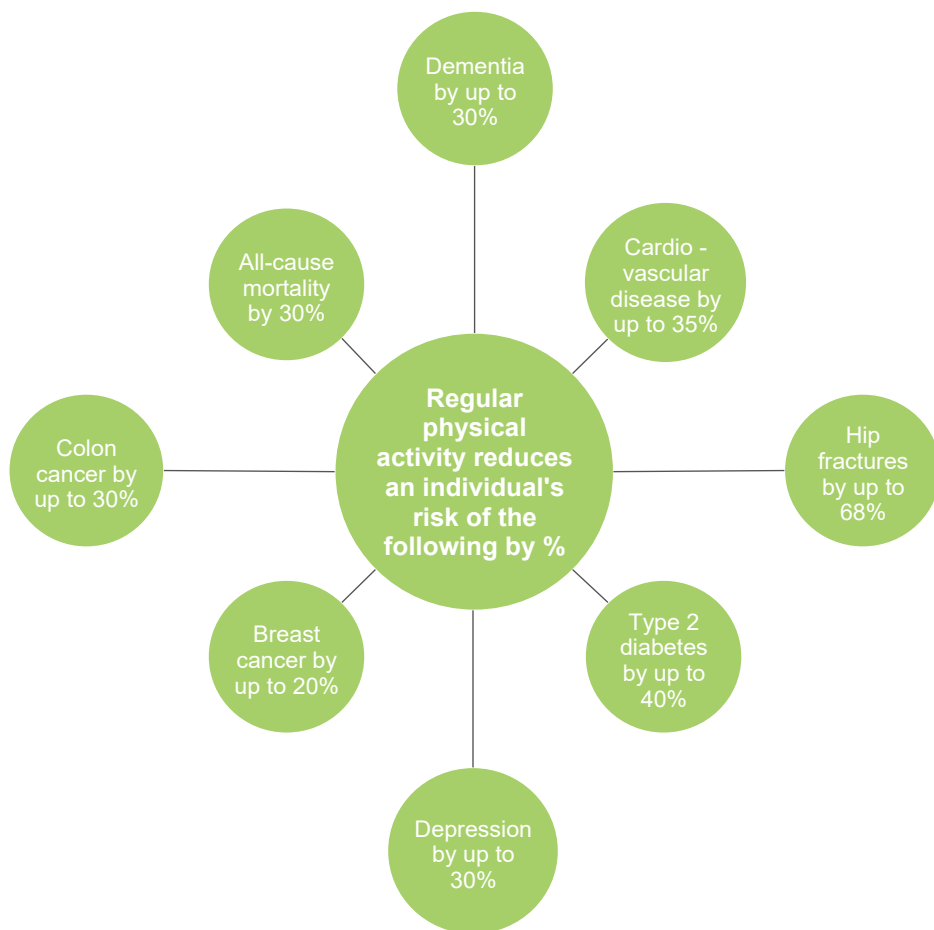 Dementia
by up to
30%
Cardio -
vascular
disease by
up to 35%
Hip
fractures
by up to
68%
Type 2
diabetes
by up to
40%
Depression
by up to
30%
Breast
cancer by
up to 20%
Colon
cancer by
up to 30%
All-cause
mortality
by 30%
Regular
physical
activity reduces
an individual's
risk of the
following by %